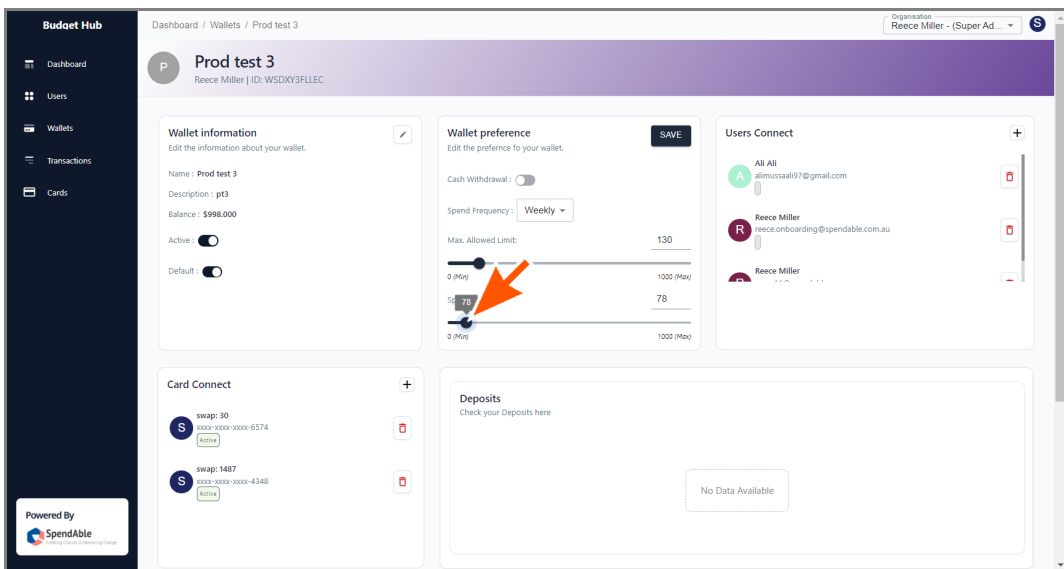 Budget Hub
Dashboard / Wallets / Prod test 3
Organisation
Reece Miller - (Super Ad...
S
Dashboard
Users
Wallets
Transactions
Cards
P
Prod test 3
Reece Miller | ID: WSDXY3FLLEC
Wallet information
Edit the information about your wallet.
Name : Prod test 3
Description : pt3
Balance : $998.000
Active :
Default :
Wallet preference
Edit the prefernce fo your wallet.
SAVE
Cash Withdrawal :
Spend Frequency : Weekly
Max. Allowed Limit:
130
0 (Min)
1000 (Max)
78
78
0 (Min)
1000 (Max)
Users Connect
A
Ali Ali
alimussaali97@gmail.com
R
Reece Miller
reece.onboarding@spendable.com.au
Reece Miller
Card Connect
S
swap: 30
xxxx-xxxx-xxxx-6574
Active
S
swap: 1487
xxxx-xxxx-xxxx-4348
Active
Deposits
Check your Deposits here
No Data Available
Powered By
SpendAble